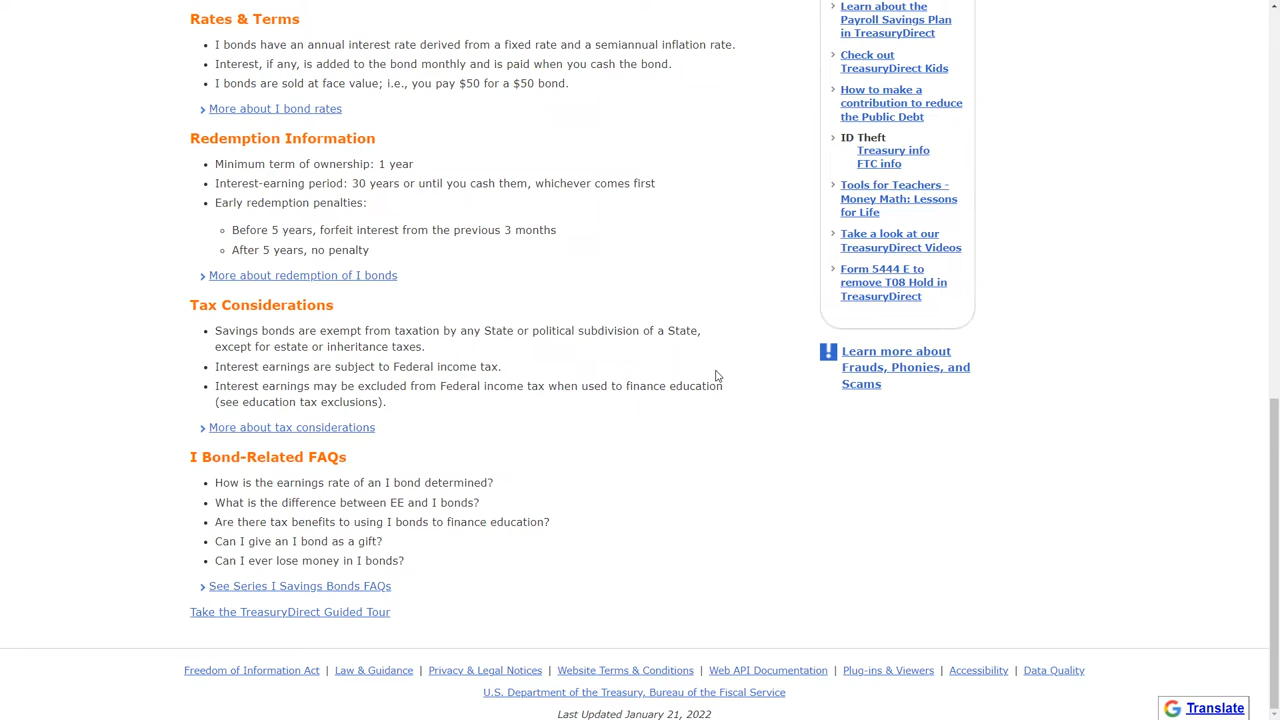 Rates & Terms
I bonds have an annual interest rate derived from a fixed rate and a semiannual inflation rate.
Interest, if any, is added to the bond monthly and is paid when you cash the bond.
I bonds are sold at face value; i.e., you pay $50 for a $50 bond.
More about I bond rates
Redemption Information
Minimum term of ownership: 1 year
Interest-earning period: 30 years or until you cash them, whichever comes first
Early redemption penalties:
Before 5 years, forfeit interest from the previous 3 months
After 5 years, no penalty
More about redemption of I bonds
Tax Considerations
Savings bonds are exempt from taxation by any State or political subdivision of a State,
except for estate or inheritance taxes.
Interest earnings are subject to Federal income tax.
Interest earnings may be excluded from Federal income tax when used to finance education
(see education tax exclusions).
More about tax considerations
I Bond-Related FAQs
How is the earnings rate of an I bond determined?
What is the difference between EE and I bonds?
Are there tax benefits to using I bonds to finance education?
Can I give an I bond as a gift?
Can I ever lose money in I bonds?
See Series I Savings Bonds FAQs
Take the TreasuryDirect Guided Tour
Learn about the
Payroll Savings Plan
in TreasuryDirect
Check out
TreasuryDirect Kids
How to make a
contribution to reduce
the Public Debt
ID Theft
Treasury info
FTC info
Tools for Teachers -
Money Math: Lessons
for Life
Take a look at our
TreasuryDirect Videos
Form 5444 E to
remove T08 Hold in
TreasuryDirect
Learn more about
Frauds, Phonies, and
Scams
Freedom of Information Act | Law & Guidance | Privacy & Legal Notices | Website Terms & Conditions | Web API Documentation | Plug-ins & Viewers | Accessibility | Data Quality
U.S. Department of the Treasury, Bureau of the Fiscal Service
Last Updated January 21, 2022
G Translate